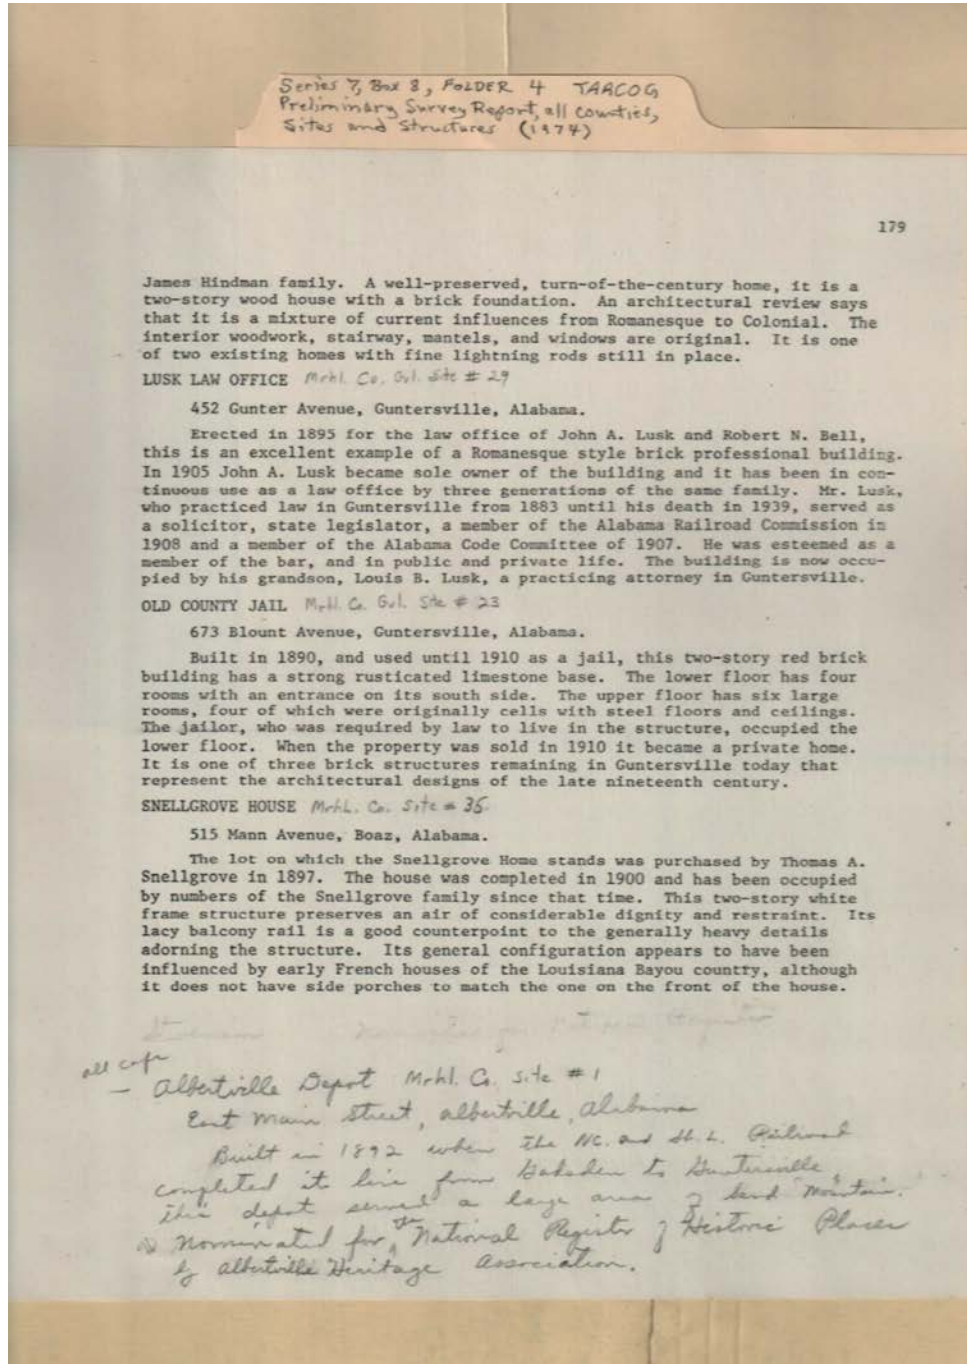 Series 7, Box 8, FOLDER 4 TARCOG
Preliminary Survey Report, all counties,
Sites and Structures (1974)
179
James Hindman family. A well-preserved, turn-of-the-century home, it is a
two-story wood house with a brick foundation. An architectural review says
that it is a mixture of current influences from Romanesque to Colonial. The
interior woodwork, stairway, mantels, and windows are original. It is one
of two existing homes with fine lightning rods still in place.
LUSK LAW OFFICE Mrhl. Co. Gvl. Site # 29
452 Gunter Avenue, Guntersville, Alabama.
Erected in 1895 for the law office of John A. Lusk and Robert N. Bell,
this is an excellent example of a Romanesque style brick professional building.
In 1905 John A. Lusk became sole owner of the building and it has been in con-
tinuous use as a law office by three generations of the same family. Mr. Lusk,
who practiced law in Guntersville from 1883 until his death in 1939, served as
a solicitor, state legislator, a member of the Alabama Railroad Commission in
1908 and a member of the Alabama Code Committee of 1907. He was esteemed as a
member of the bar, and in public and private life. The building is now occu-
pied by his grandson, Louis B. Lusk, a practicing attorney in Guntersville.
OLD COUNTY JAIL Mrhl. Co. Gvl. Site # 23
673 Blount Avenue, Guntersville, Alabama.
Built in 1890, and used until 1910 as a jail, this two-story red brick
building has a strong rusticated limestone base. The lower floor has four
rooms with an entrance on its south side. The upper floor has six large
rooms, four of which were originally cells with steel floors and ceilings.
The jailor, who was required by law to live in the structure, occupied the
lower floor. When the property was sold in 1910 it became a private home.
It is one of three brick structures remaining in Guntersville today that
represent the architectural designs of the late nineteenth century.
SNELLGROVE HOUSE Mrhl. Co. Site # 35
515 Mann Avenue, Boaz, Alabama.
The lot on which the Snellgrove Home stands was purchased by Thomas A.
Snellgrove in 1897. The house was completed in 1900 and has been occupied
by numbers of the Snellgrove family since that time. This two-story white
frame structure preserves an air of considerable dignity and restraint. Its
lacy balcony rail is a good counterpoint to the generally heavy details
adorning the structure. Its general configuration appears to have been
influenced by early French houses of the Louisiana Bayou country, although
it does not have side porches to match the one on the front of the house.
all caps
— Albertville Depot Mrhl. Co. site # 1
East Main Street, Albertville, Alabama
Built in 1892 when the NC. and St. L. Railroad
completed it line from Gadsden to Guntersville,
this depot served a large area of Sand Mountain.
Nominated for the National Register of Historic Places
by Albertville Heritage Association.